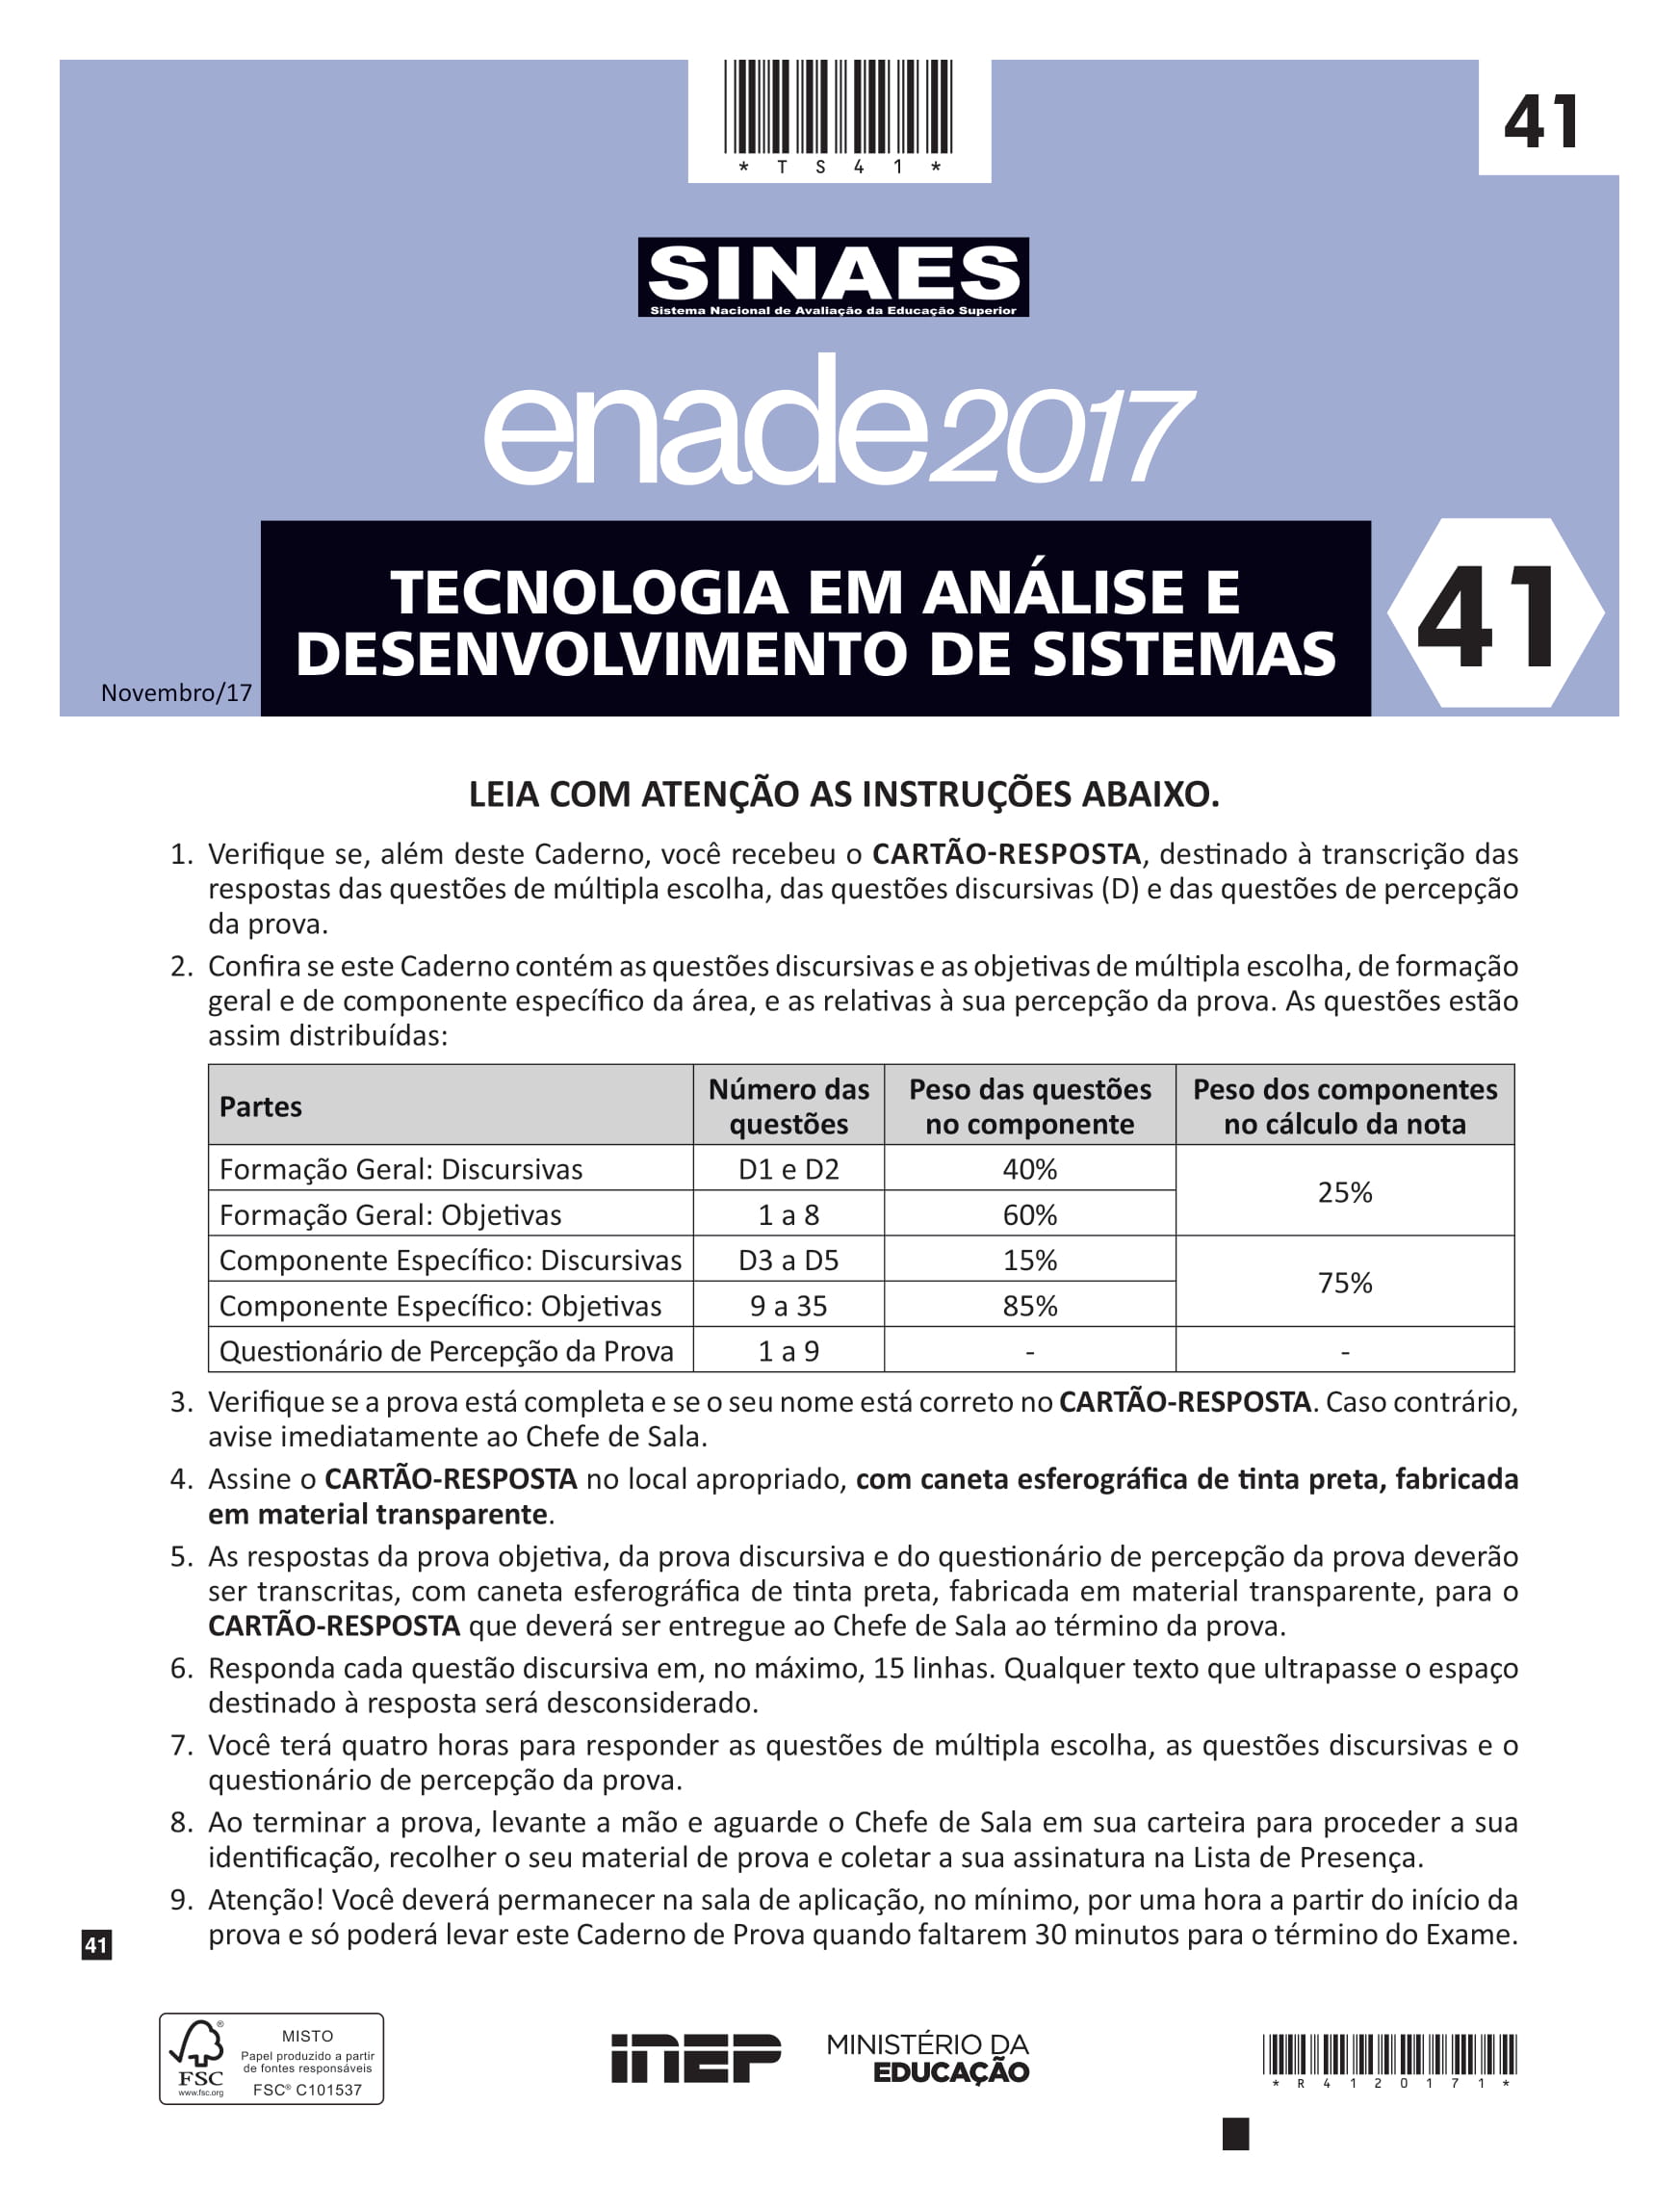 * T S 4 1 *
41
SINAES
Sistema Nacional de Avaliação da Educação Superior
enade2017
TECNOLOGIA EM ANÁLISE E
DESENVOLVIMENTO DE SISTEMAS
41
Novembro/17
LEIA COM ATENÇÃO AS INSTRUÇÕES ABAIXO.
1. Verifique se, além deste Caderno, você recebeu o CARTÃO-RESPOSTA, destinado à transcrição das
respostas das questões de múltipla escolha, das questões discursivas (D) e das questões de percepção
da prova.
2. Confira se este Caderno contém as questões discursivas e as objetivas de múltipla escolha, de formação
geral e de componente específico da área, e as relativas à sua percepção da prova. As questões estão
assim distribuídas:
Partes Número das questões Peso das questões no componente Peso dos componentes no cálculo da nota
Formação Geral: Discursivas D1 e D2 40% 25%
Formação Geral: Objetivas 1 a 8 60%
Componente Específico: Discursivas D3 a D5 15% 75%
Componente Específico: Objetivas 9 a 35 85%
Questionário de Percepção da Prova 1 a 9 - -
3. Verifique se a prova está completa e se o seu nome está correto no CARTÃO-RESPOSTA. Caso contrário,
avise imediatamente ao Chefe de Sala.
4. Assine o CARTÃO-RESPOSTA no local apropriado, com caneta esferográfica de tinta preta, fabricada
em material transparente.
5. As respostas da prova objetiva, da prova discursiva e do questionário de percepção da prova deverão
ser transcritas, com caneta esferográfica de tinta preta, fabricada em material transparente, para o
CARTÃO-RESPOSTA que deverá ser entregue ao Chefe de Sala ao término da prova.
6. Responda cada questão discursiva em, no máximo, 15 linhas. Qualquer texto que ultrapasse o espaço
destinado à resposta será desconsiderado.
7. Você terá quatro horas para responder as questões de múltipla escolha, as questões discursivas e o
questionário de percepção da prova.
8. Ao terminar a prova, levante a mão e aguarde o Chefe de Sala em sua carteira para proceder a sua
identificação, recolher o seu material de prova e coletar a sua assinatura na Lista de Presença.
9. Atenção! Você deverá permanecer na sala de aplicação, no mínimo, por uma hora a partir do início da
prova e só poderá levar este Caderno de Prova quando faltarem 30 minutos para o término do Exame.
41
®
FSC
www.fsc.org
MISTO
Papel produzido a partir
de fontes responsáveis
FSC® C101537
INEP
MINISTÉRIO DA
EDUCAÇÃO
* R 4 1 2 0 1 7 1 *